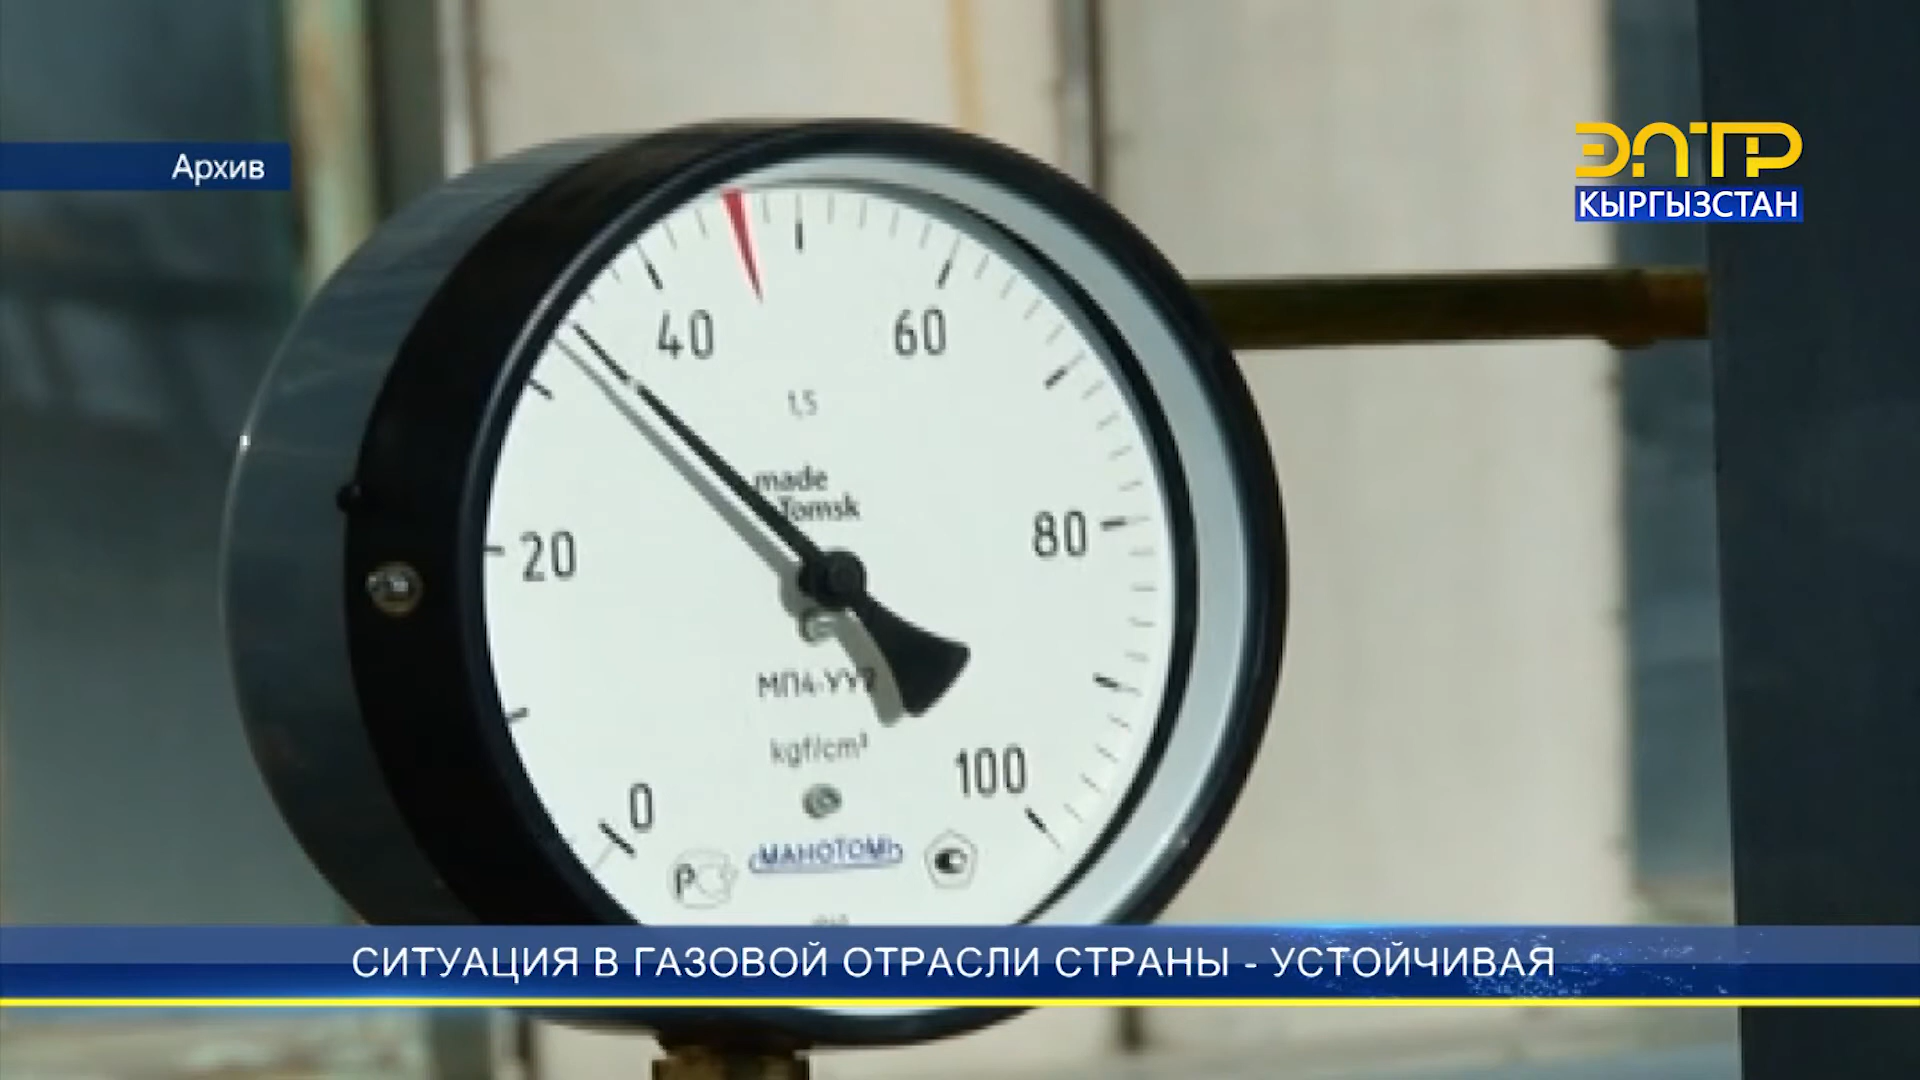 Архив
ЭЛТР
КЫРГЫЗСТАН
40
60
1,5
made
Tomsk
20
80
МП4-УУ2
kgf/cm²
0
100
МАНОТОМЬ
СИТУАЦИЯ В ГАЗОВОЙ ОТРАСЛИ СТРАНЫ - УСТОЙЧИВАЯ